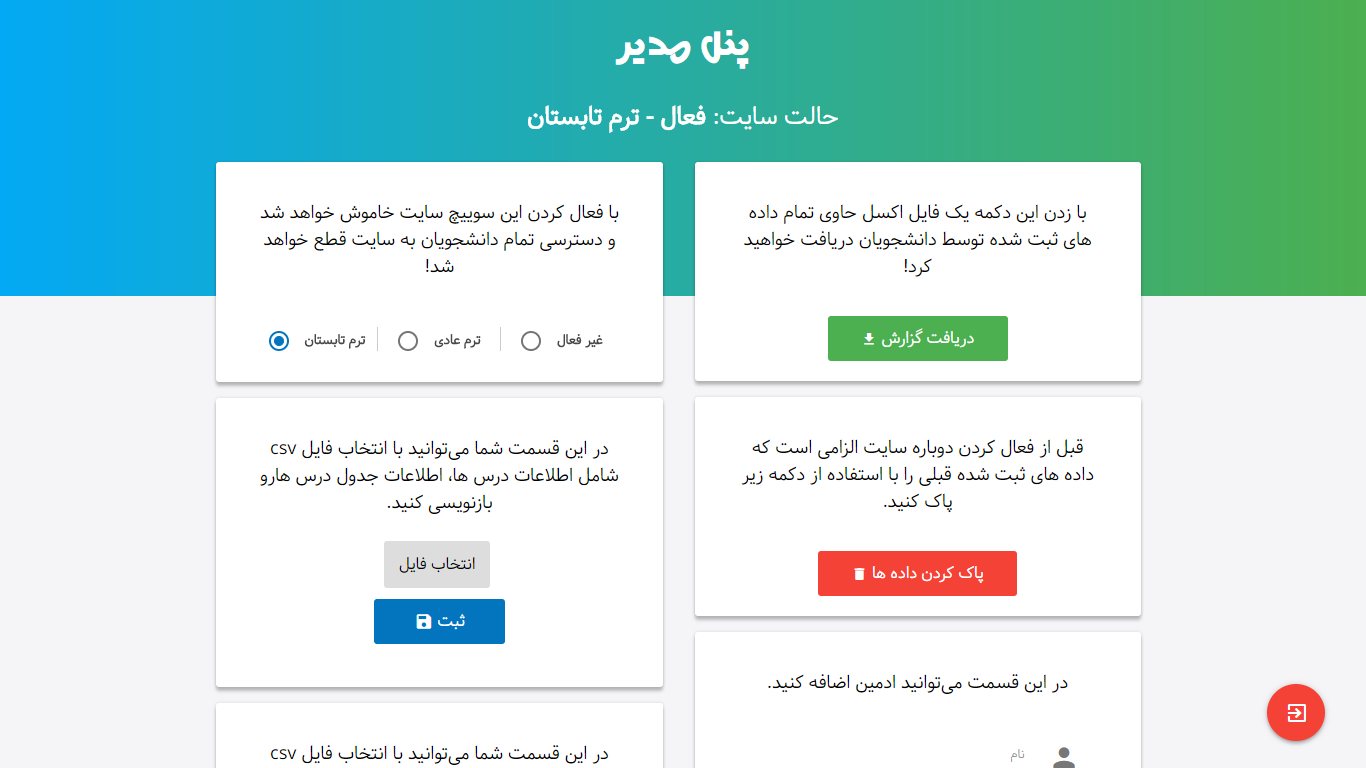 پنل مدیر
حالت سایت: فعال - ترم تابستان
با زدن این دکمه یک فایل اکسل حاوی تمام داده
های ثبت شده توسط دانشجویان دریافت خواهید
کرد!
دریافت گزارش
با فعال کردن این سوییچ سایت خاموش خواهد شد
و دسترسی تمام دانشجویان به سایت قطع خواهد
شد!
غیر فعال
ترم عادی
ترم تابستان
قبل از فعال کردن دوباره سایت الزامی است که
داده های ثبت شده قبلی را با استفاده از دکمه زیر
پاک کنید.
پاک کردن داده ها
در این قسمت شما می‌توانید با انتخاب فایل csv
شامل اطلاعات درس ها، اطلاعات جدول درس هارو
بازنویسی کنید.
انتخاب فایل
ثبت
در این قسمت می‌توانید ادمین اضافه کنید.
نام
در این قسمت شما می‌توانید با انتخاب فایل csv